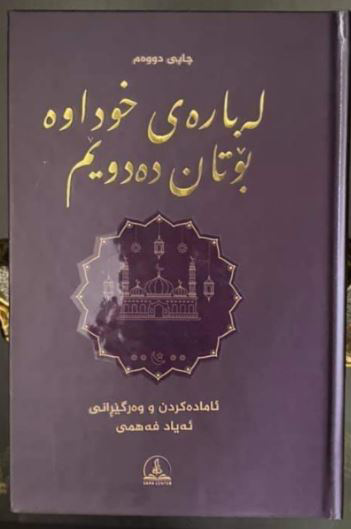 چاپی دووەم
لەبارەی خوداوە
بۆتان دەدوێم
ئامادەکردن و وەرگێڕانی
ئەیاد فەهمی